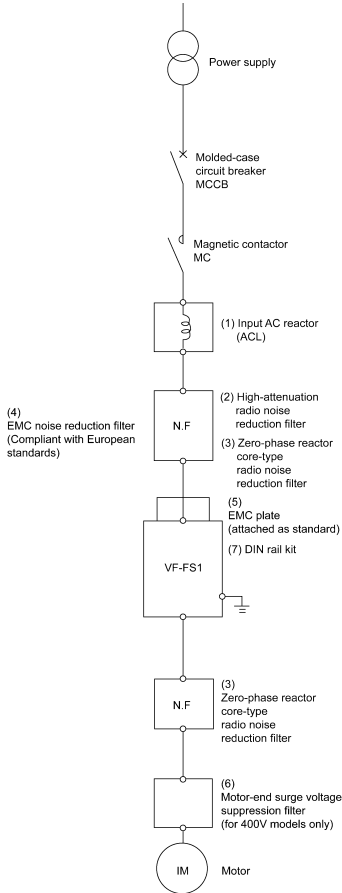 Power supply
Molded-case
circuit breaker
MCCB
Magnetic contactor
MC
(1) Input AC reactor
(ACL)
(4)
EMC noise reduction filter
(Compliant with European
standards)
N.F
(2) High-attenuation
radio noise
reduction filter
(3) Zero-phase reactor
core-type
radio noise
reduction filter
(5)
EMC plate
(attached as standard)
(7) DIN rail kit
VF-FS1
N.F
(3)
Zero-phase reactor
core-type
radio noise
reduction filter
(6)
Motor-end surge voltage
suppression filter
(for 400V models only)
IM
Motor